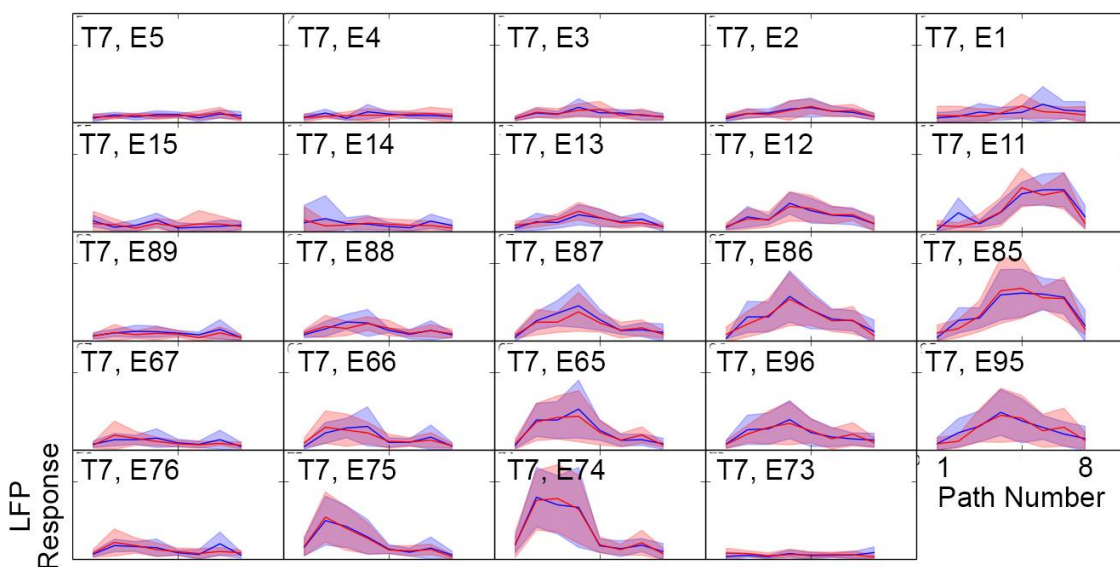 T7, E5 T7, E4 T7, E3 T7, E2 T7, E1
T7, E15 T7, E14 T7, E13 T7, E12 T7, E11
T7, E89 T7, E88 T7, E87 T7, E86 T7, E85
T7, E67 T7, E66 T7, E65 T7, E96 T7, E95
T7, E76 T7, E75 T7, E74 T7, E73
1 8
Path Number
LFP
Response